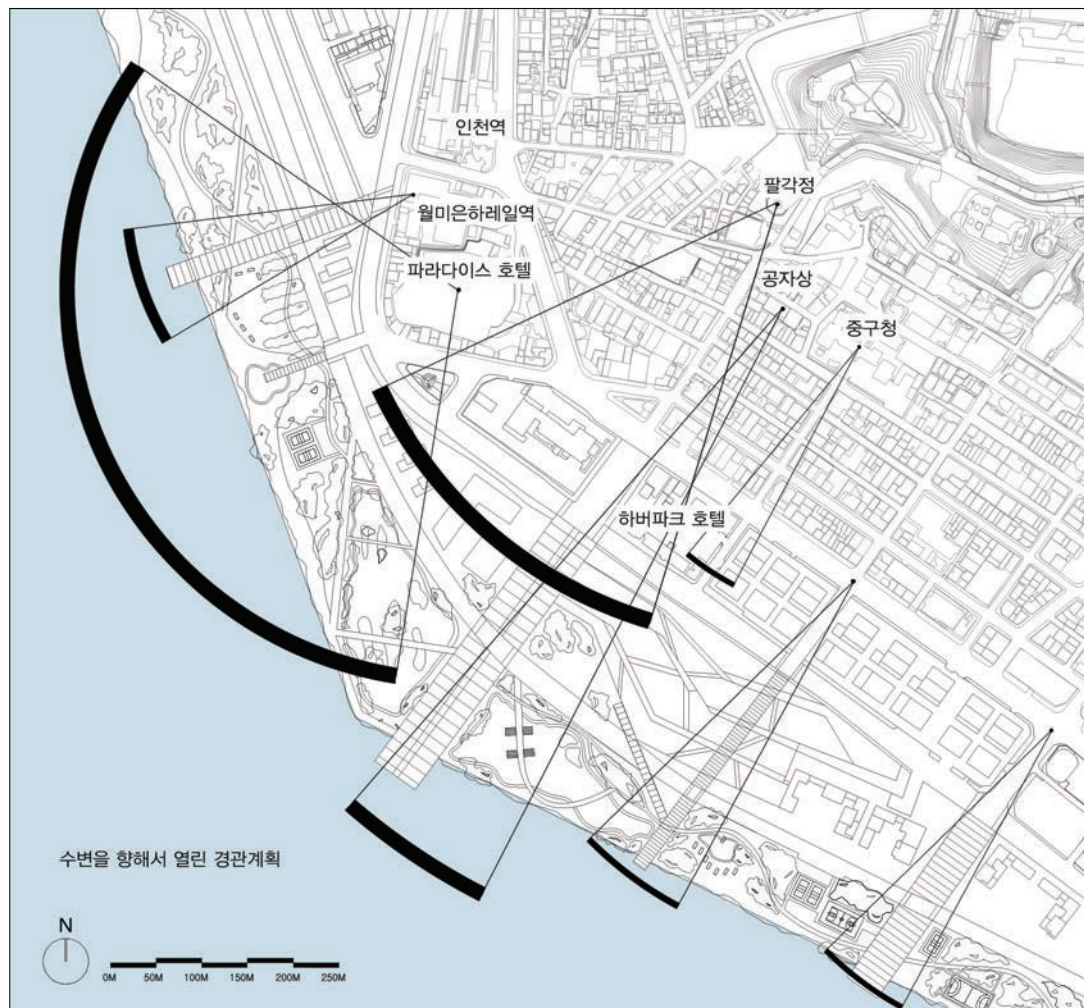 인천역
팔각정
월미은하레일역
파라다이스 호텔
공자상
중구청
하버파크 호텔
수변을 향해서 열린 경관계획
N
0M 50M 100M 150M 200M 250M